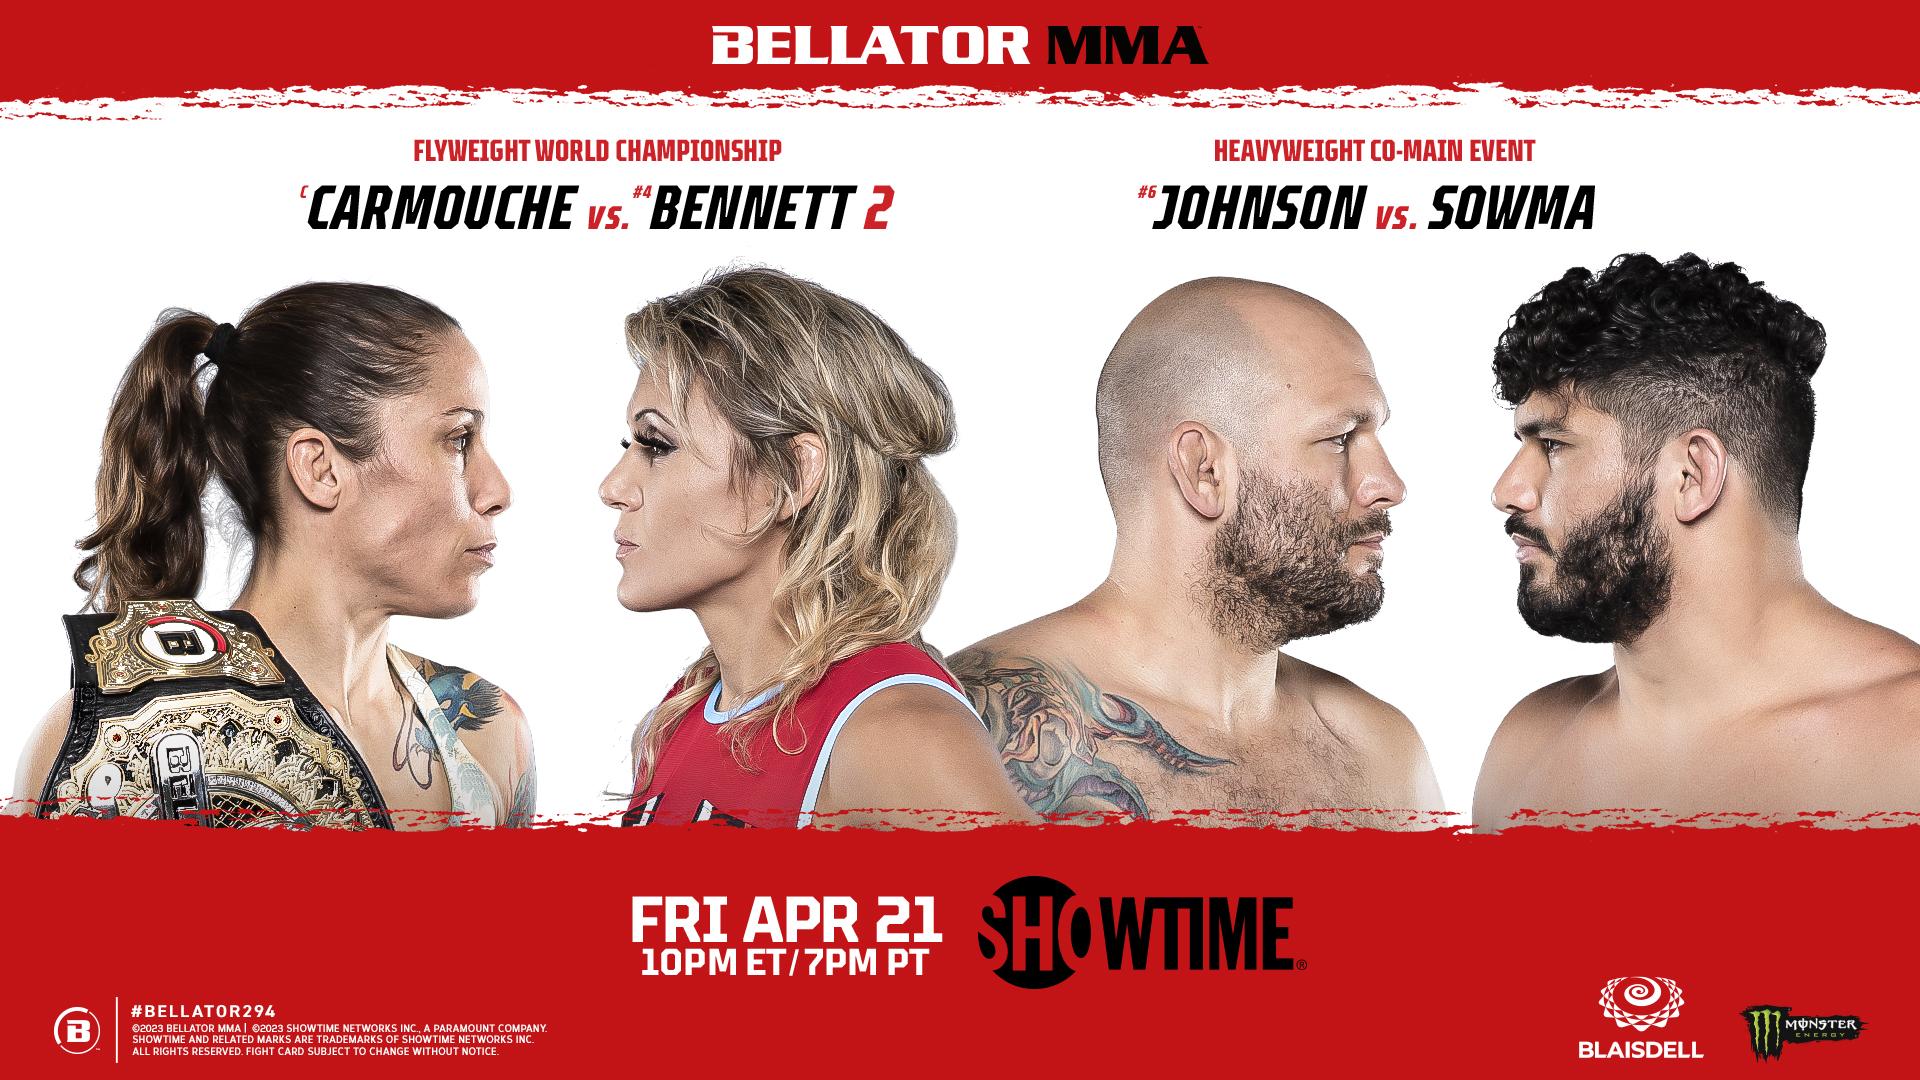 BELLATOR MMA
FLYWEIGHT WORLD CHAMPIONSHIP
C CARMOUCHE VS. #4 BENNETT 2
HEAVYWEIGHT CO-MAIN EVENT
#6 JOHNSON VS. SOWMA
B
BEL
FRI APR 21
10PM ET/7PM PT
SHOWTIME®
B
#BELLATOR294
©2023 BELLATOR MMA | ©2023 SHOWTIME NETWORKS INC., A PARAMOUNT COMPANY.
SHOWTIME AND RELATED MARKS ARE TRADEMARKS OF SHOWTIME NETWORKS INC.
ALL RIGHTS RESERVED. FIGHT CARD SUBJECT TO CHANGE WITHOUT NOTICE.
BLAISDELL
MONSTER
ENERGY